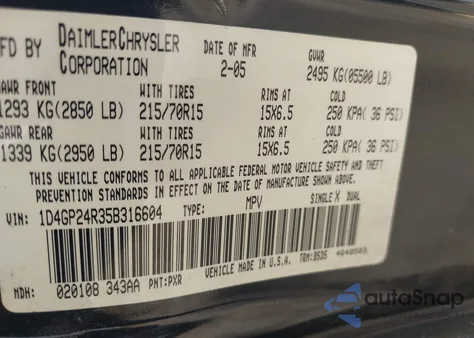 MFD BY DAIMLERCHRYSLER CORPORATION DATE OF MFR 2-05 GVWR 2495 KG(05500 LB)
GAWR FRONT WITH TIRES RIMS AT COLD
1293 KG(2850 LB) 215/70R15 15X6.5 250 KPA( 36 PSI)
GAWR REAR WITH TIRES RIMS AT COLD
1339 KG(2950 LB) 215/70R15 15X6.5 250 KPA( 36 PSI)
THIS VEHICLE CONFORMS TO ALL APPLICABLE FEDERAL MOTOR VEHICLE SAFETY AND THEFT
PREVENTION STANDARDS IN EFFECT ON THE DATE OF MANUFACTURE SHOWN ABOVE.
VIN: 1D4GP24R35B316604 TYPE: MPV SINGLE X DUAL
VEHICLE MADE IN U.S.A. TRM:B5D5
MDH: 020108 343AA PNT:PXR
autoSnap